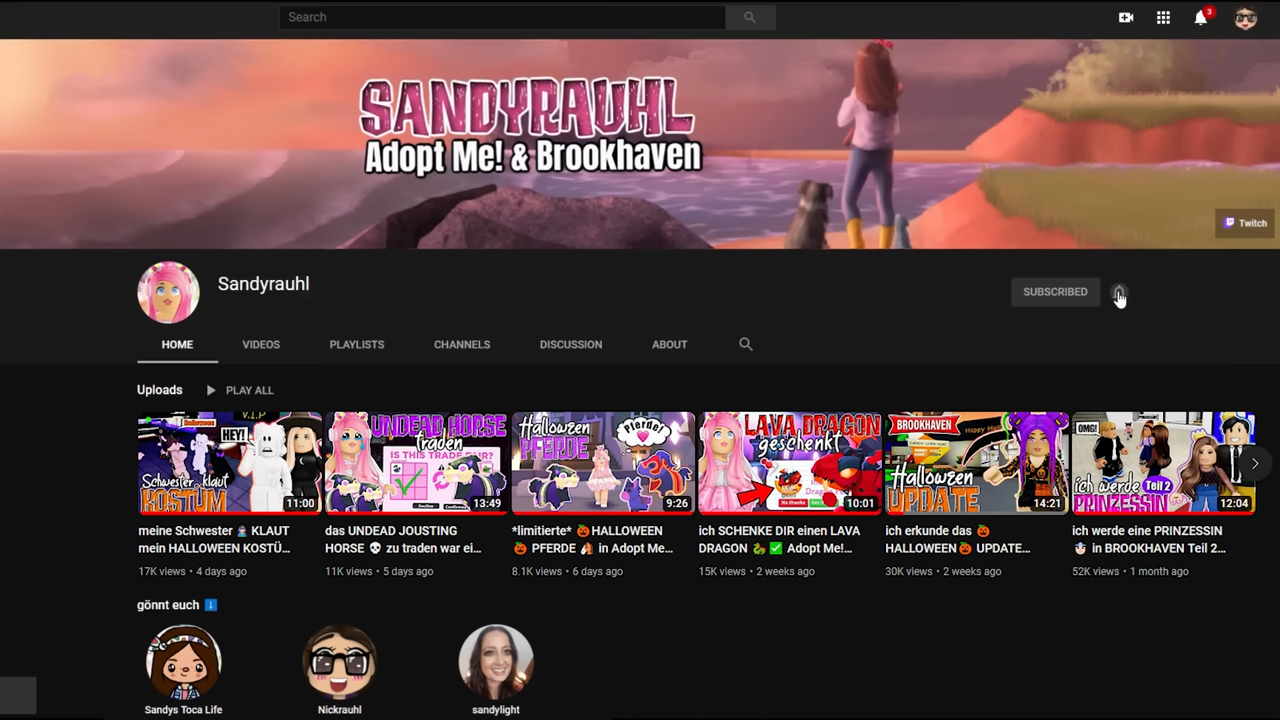 Search
3
SANDYRAUHL
Adopt Me! & Brookhaven
Twitch
Sandyrauhl
SUBSCRIBED
HOME VIDEOS PLAYLISTS CHANNELS DISCUSSION ABOUT
Uploads PLAY ALL
V.I.P
HEY!
Schwester klaut
KOSTÜM
11:00
UNDEAD HORSE
traden
IS THIS TRADE FAIR?
13:49
Halloween
PFERDE
Pferde!
9:26
LAVA DRAGON
geschenkt
10:01
BROOKHAVEN
Halloween
UPDATE
14:21
OMG!
ich werde Teil 2
PRINZESSIN
12:04
meine Schwester 🧟‍♀️ KLAUT
mein HALLOWEEN KOSTÜ...
17K views • 4 days ago
das UNDEAD JOUSTING
HORSE 💀 zu traden war ei...
11K views • 5 days ago
*limitierte* 🎃 HALLOWEEN
🎃 PFERDE 🐴 in Adopt Me...
8.1K views • 6 days ago
ich SCHENKE DIR einen LAVA
DRAGON 🐉 ✅ Adopt Me!...
15K views • 2 weeks ago
ich erkunde das 🎃
HALLOWEEN 🎃 UPDATE...
30K views • 2 weeks ago
ich werde eine PRINZESSIN
👸🏻 in BROOKHAVEN Teil 2...
52K views • 1 month ago
gönnt euch ⬇️
Sandys Toca Life
Nickrauhl
sandylight